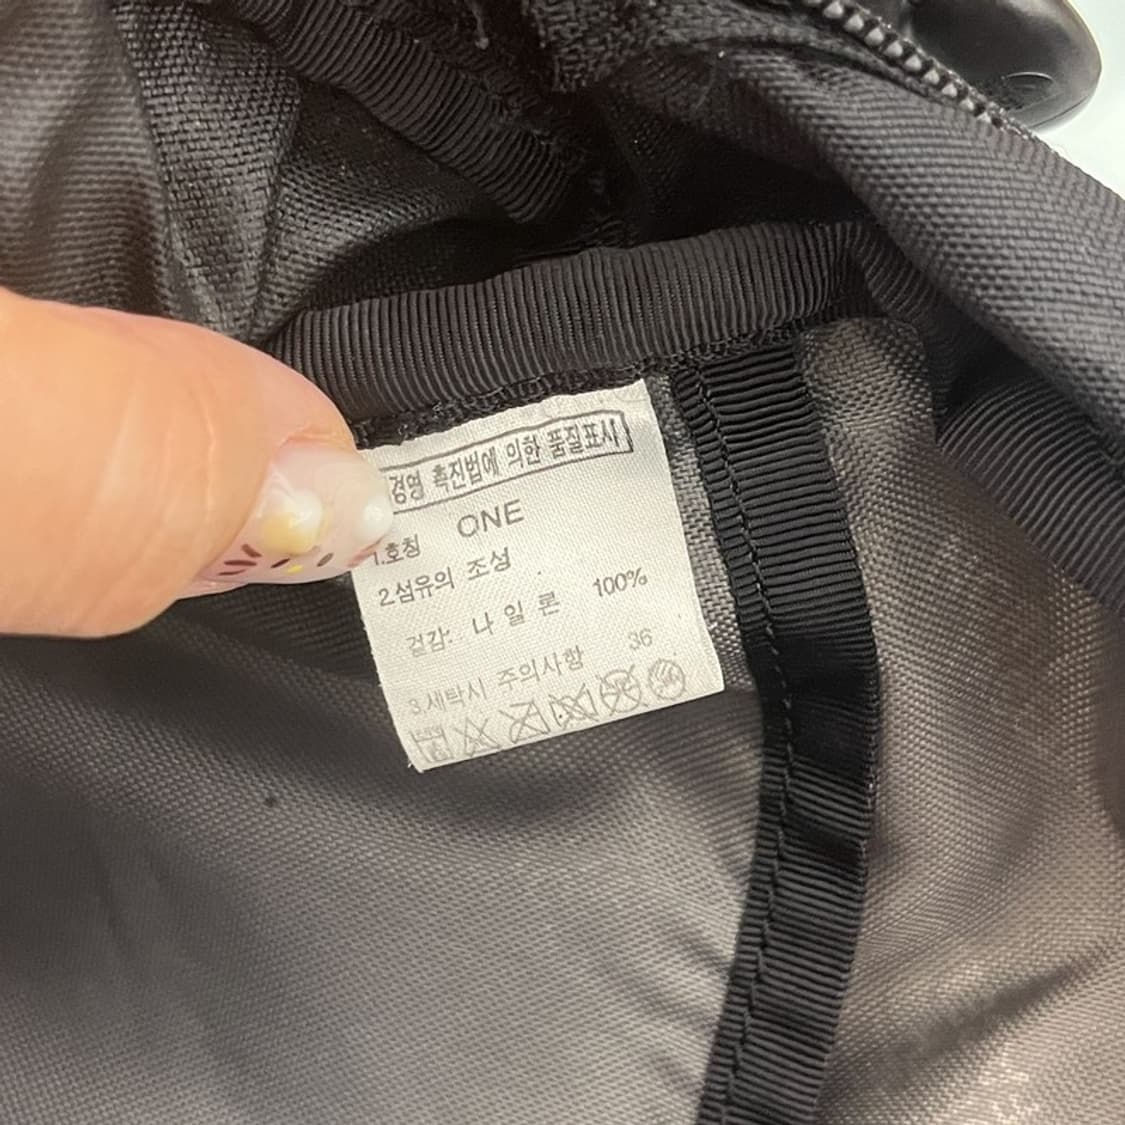 경영 촉진법에 의한 품질표시
1.호칭 ONE
2.섬유의 조성
겉감: 나 일 론 100%
3.세탁시 주의사항 36